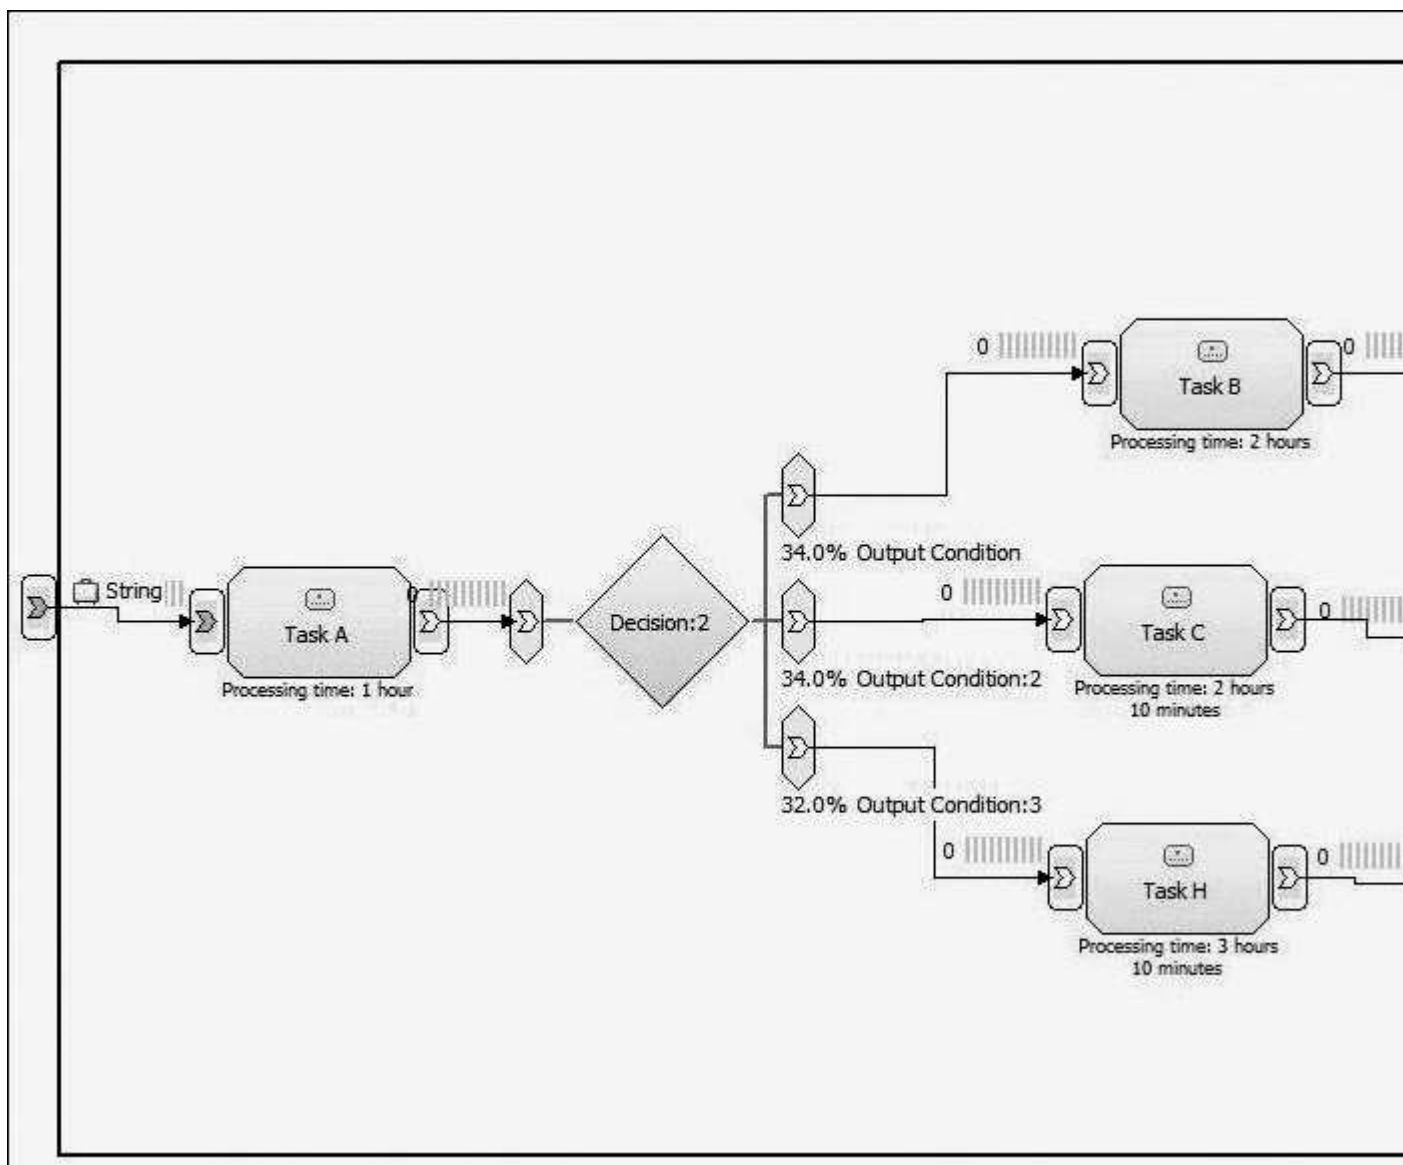 String
Task A
Processing time: 1 hour
0
Decision:2
34.0% Output Condition
34.0% Output Condition:2
32.0% Output Condition:3
0
Task B
Processing time: 2 hours
0
0
Task C
Processing time: 2 hours
10 minutes
0
0
Task H
Processing time: 3 hours
10 minutes
0